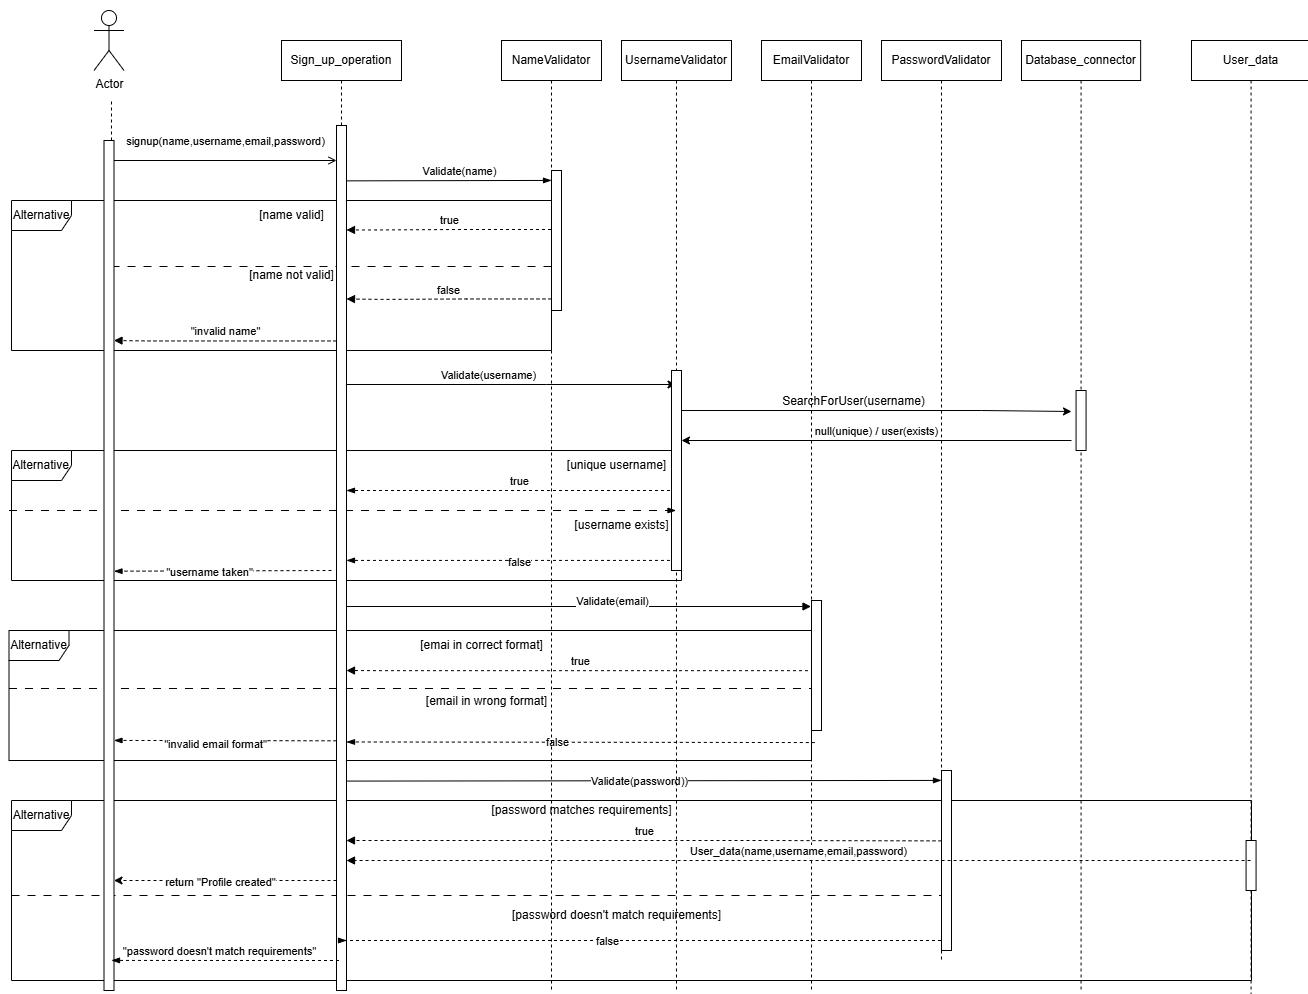 Actor
Sign_up_operation
NameValidator
UsernameValidator
EmailValidator
PasswordValidator
Database_connector
User_data
signup(name,username,email,password)
Validate(name)
Alternative
[name valid]
true
[name not valid]
false
"invalid name"
Validate(username)
SearchForUser(username)
null(unique) / user(exists)
Alternative
[unique username]
true
[username exists]
false
"username taken"
Validate(email)
Alternative
[emai in correct format]
true
[email in wrong format]
false
"invalid email format"
Validate(password))
Alternative
[password matches requirements]
true
User_data(name,username,email,password)
return "Profile created"
[password doesn't match requirements]
false
"password doesn't match requirements"